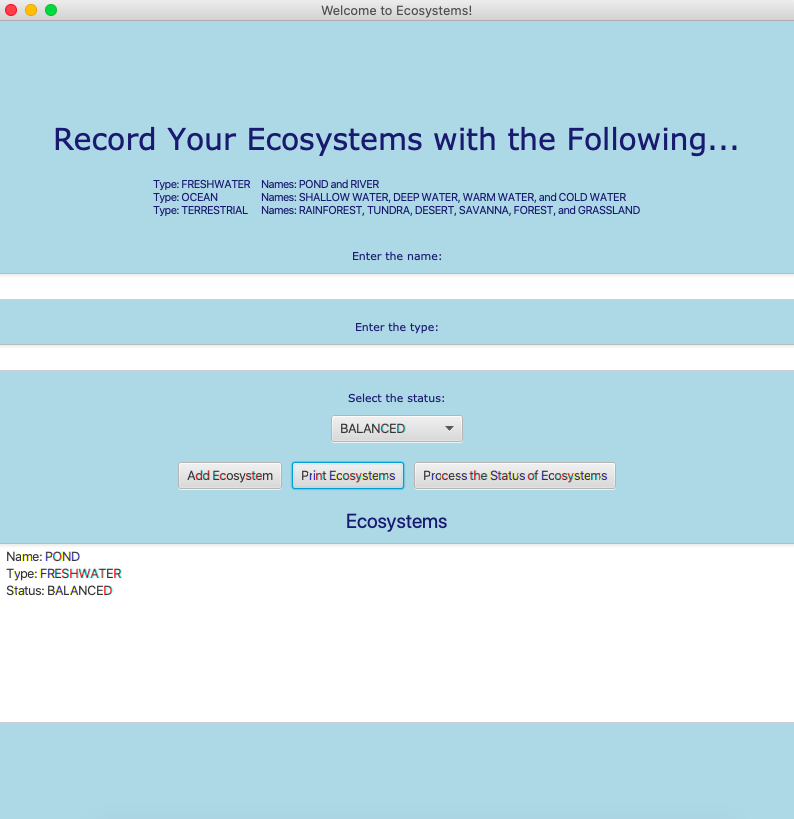 Welcome to Ecosystems!
Record Your Ecosystems with the Following...
Type: FRESHWATER Names: POND and RIVER
Type: OCEAN Names: SHALLOW WATER, DEEP WATER, WARM WATER, and COLD WATER
Type: TERRESTRIAL Names: RAINFOREST, TUNDRA, DESERT, SAVANNA, FOREST, and GRASSLAND
Enter the name:
Enter the type:
Select the status:
BALANCED
Add Ecosystem Print Ecosystems Process the Status of Ecosystems
Ecosystems
Name: POND
Type: FRESHWATER
Status: BALANCED